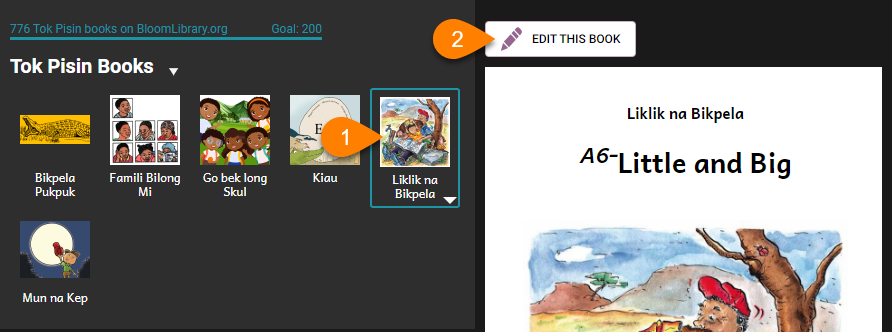 776 Tok Pisin books on BloomLibrary.org Goal: 200
Tok Pisin Books
1
Bikpela
Pukpuk
Famili Bilong
Mi
Go bek long
Skul
Kiau
Liklik na
Bikpela
Mun na Kep
2
EDIT THIS BOOK
Liklik na Bikpela
A6-Little and Big